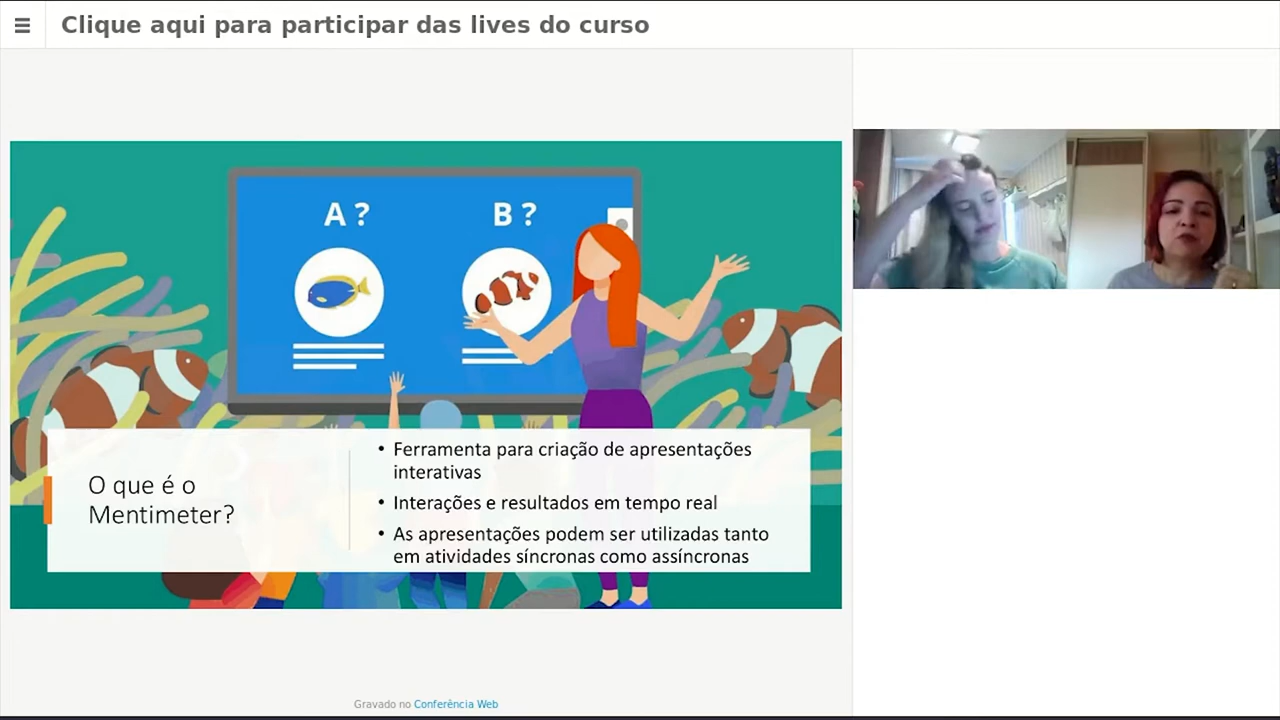 Clique aqui para participar das lives do curso
A ?
B ?
O que é o
Mentimeter?
• Ferramenta para criação de apresentações
interativas
• Interações e resultados em tempo real
• As apresentações podem ser utilizadas tanto
em atividades síncronas como assíncronas
Gravado no Conferência Web